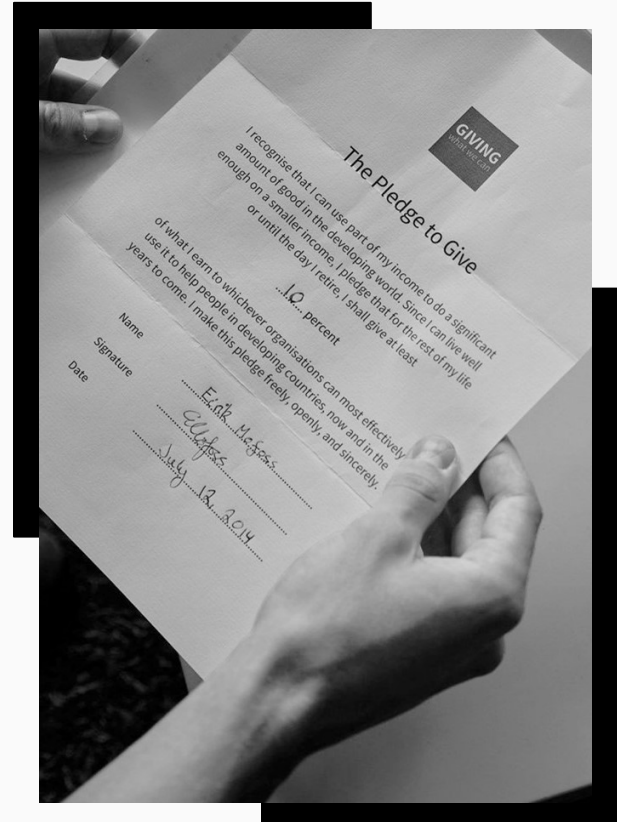 GIVING
what we can
The Pledge to Give
I recognise that I can use part of my income to do a significant
amount of good in the developing world. Since I can live well
enough on a smaller income, I pledge that for the rest of my life
or until the day I retire, I shall give at least
10 percent
of what I earn to whichever organisations can most effectively
use it to help people in developing countries, now and in the
years to come. I make this pledge freely, openly, and sincerely.
Name Erik Mofoss
Signature
Date July 12, 2014